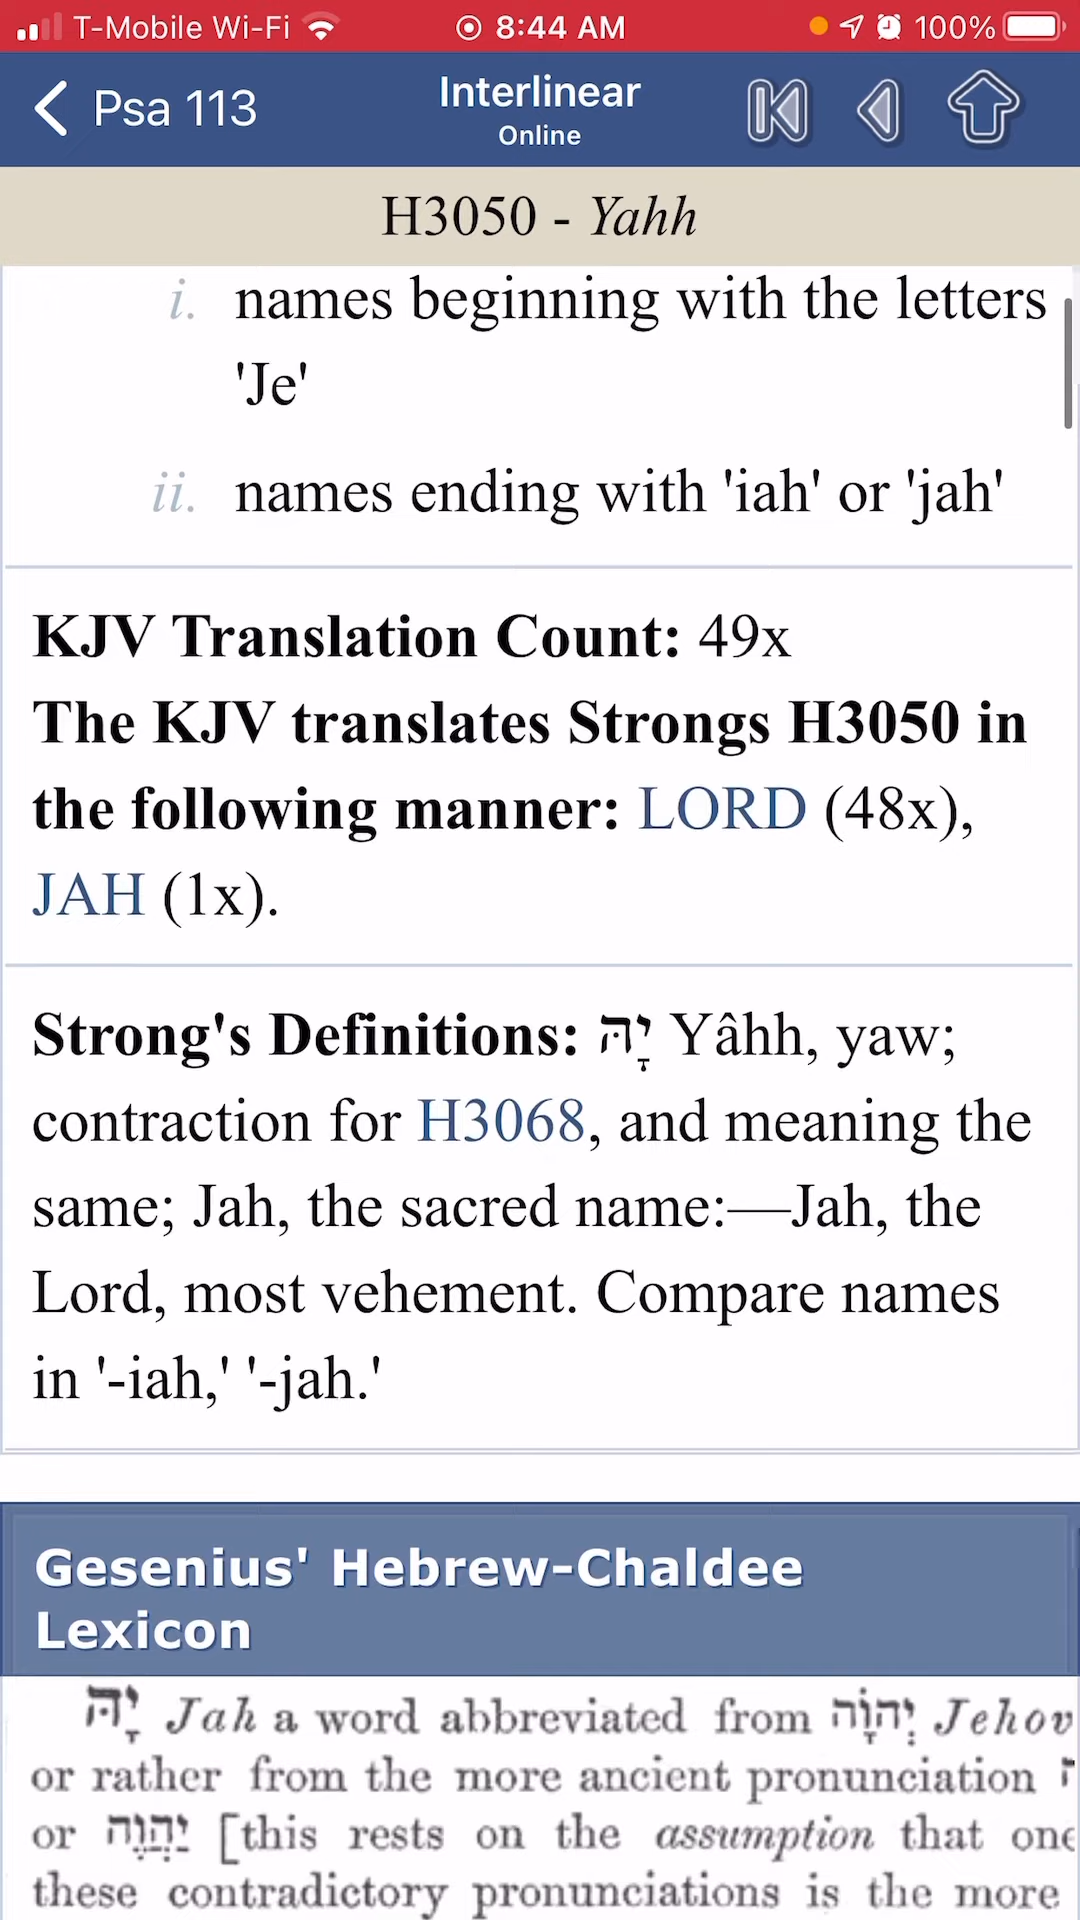 T-Mobile Wi-Fi 8:44 AM 100%
Psa 113 Interlinear
Online
H3050 - Yahh
i. names beginning with the letters
'Je'
ii. names ending with 'iah' or 'jah'
KJV Translation Count: 49x
The KJV translates Strongs H3050 in
the following manner: LORD (48x),
JAH (1x).
Strong's Definitions: יָהּ Yâhh, yaw;
contraction for H3068, and meaning the
same; Jah, the sacred name:—Jah, the
Lord, most vehement. Compare names
in '-iah,' '-jah.'
Gesenius' Hebrew-Chaldee
Lexicon
יָהּ Jah a word abbreviated from יְהוָֹה Jehov
or rather from the more ancient pronunciation
or יַהֲוֶה [this rests on the assumption that one
these contradictory pronunciations is the more